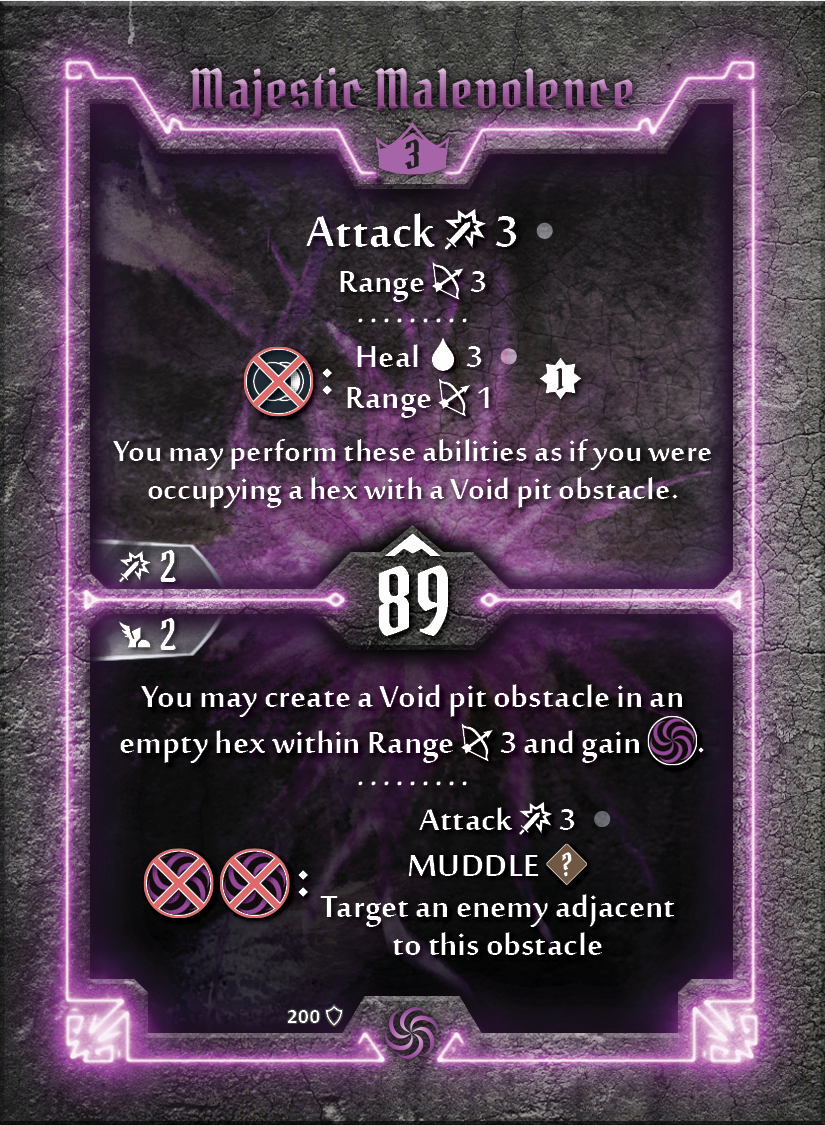 Majestic Malevolence
3
Attack 3
Range 3
Heal 3
Range 1
1
You may perform these abilities as if you were
occupying a hex with a Void pit obstacle.
2
89
2
You may create a Void pit obstacle in an
empty hex within Range 3 and gain .
Attack 3
MUDDLE ?
Target an enemy adjacent
to this obstacle
200